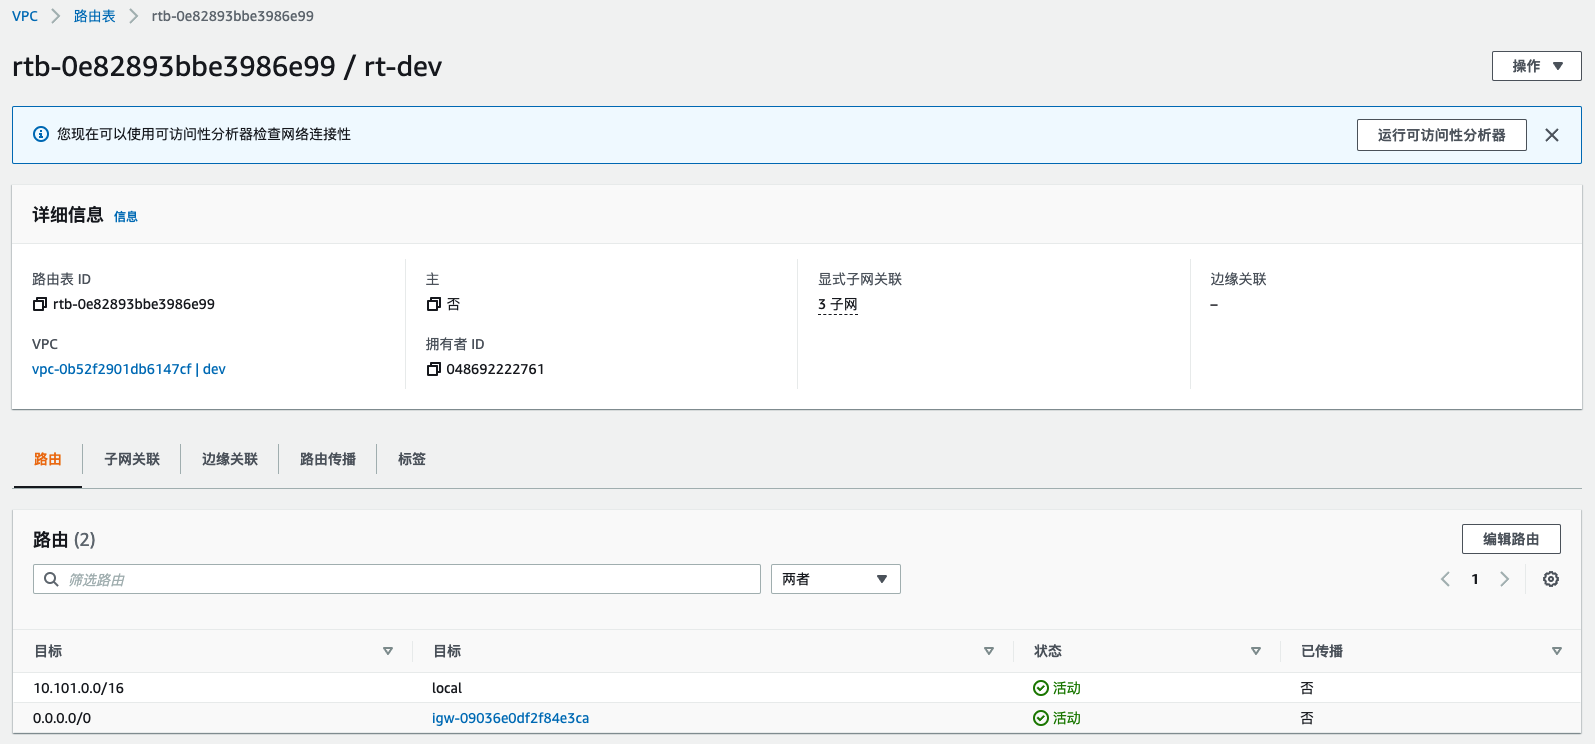 VPC > 路由表 > rtb-0e82893bbe3986e99
rtb-0e82893bbe3986e99 / rt-dev
操作
您现在可以使用可访问性分析器检查网络连接性
运行可访问性分析器
详细信息 信息
路由表 ID
rtb-0e82893bbe3986e99
主
否
显式子网关联
3 子网
边缘关联
–
VPC
vpc-0b52f2901db6147cf | dev
拥有者 ID
048692222761
路由 子网关联 边缘关联 路由传播 标签
路由 (2)
编辑路由
筛选路由
两者
1
目标 目标 状态 已传播
10.101.0.0/16 local 活动 否
0.0.0.0/0 igw-09036e0df2f84e3ca 活动 否